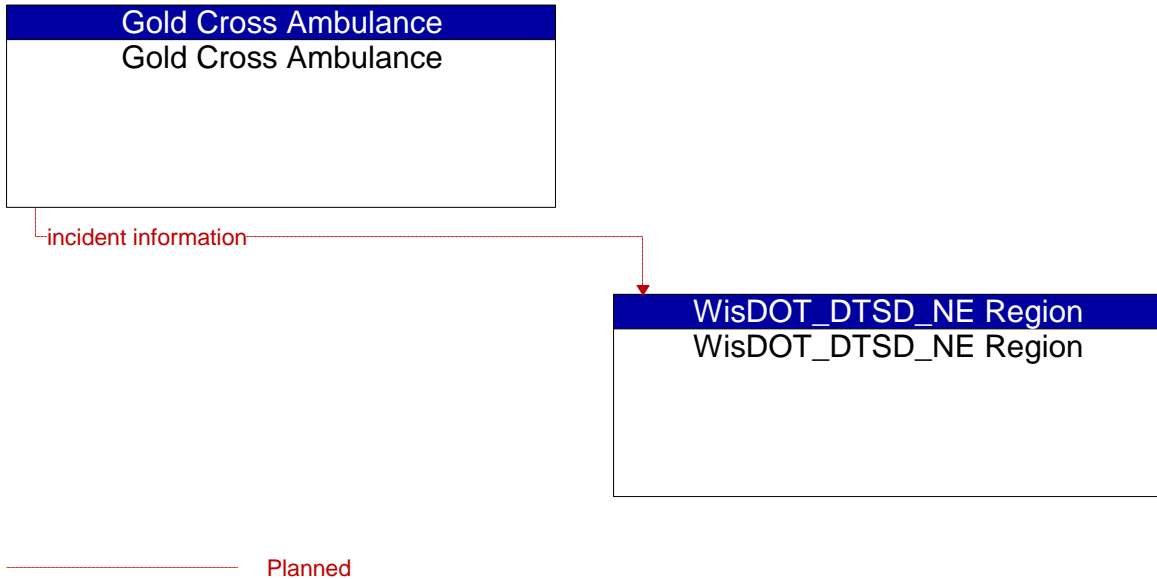 Gold Cross Ambulance
Gold Cross Ambulance
incident information
WisDOT_DTSD_NE Region
WisDOT_DTSD_NE Region
Planned